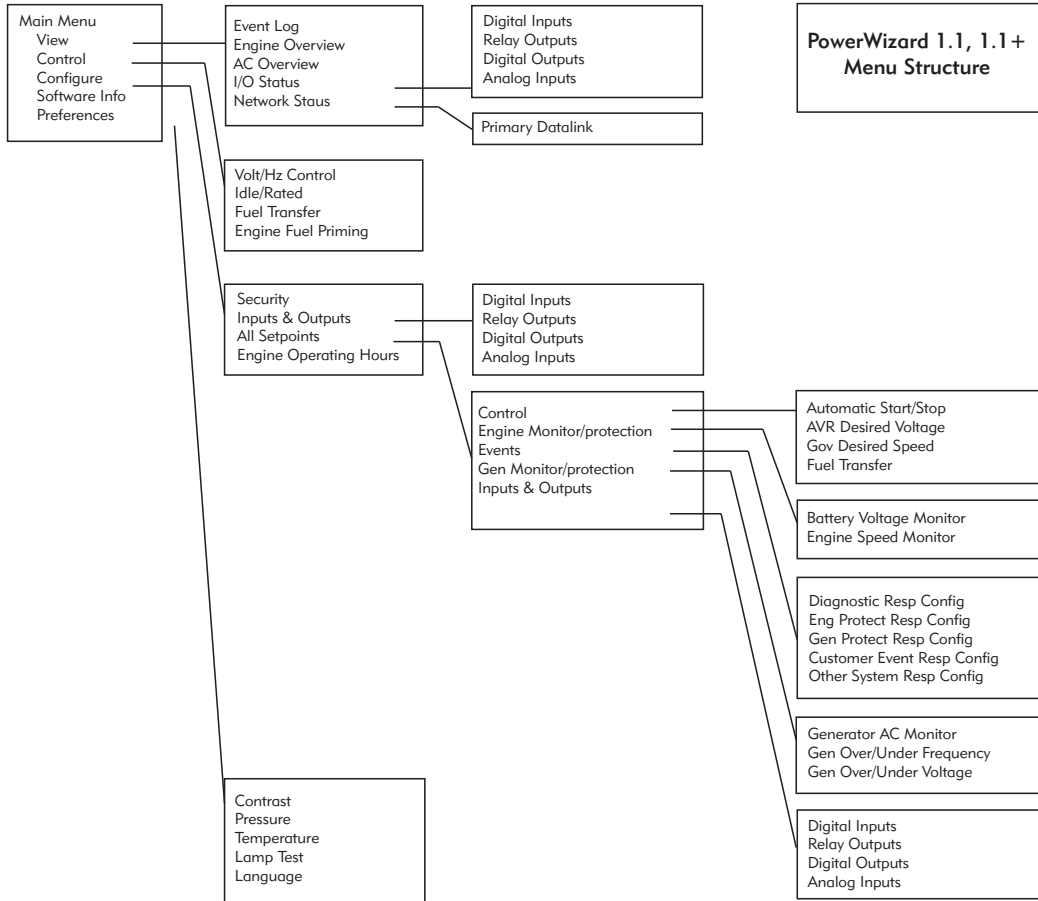 Main Menu
View
Control
Configure
Software Info
Preferences
Event Log
Engine Overview
AC Overview
I/O Status
Network Staus
Digital Inputs
Relay Outputs
Digital Outputs
Analog Inputs
Primary Datalink
PowerWizard 1.1, 1.1+
Menu Structure
Volt/Hz Control
Idle/Rated
Fuel Transfer
Engine Fuel Priming
Security
Inputs & Outputs
All Setpoints
Engine Operating Hours
Digital Inputs
Relay Outputs
Digital Outputs
Analog Inputs
Control
Engine Monitor/protection
Events
Gen Monitor/protection
Inputs & Outputs
Automatic Start/Stop
AVR Desired Voltage
Gov Desired Speed
Fuel Transfer
Battery Voltage Monitor
Engine Speed Monitor
Diagnostic Resp Config
Eng Protect Resp Config
Gen Protect Resp Config
Customer Event Resp Config
Other System Resp Config
Generator AC Monitor
Gen Over/Under Frequency
Gen Over/Under Voltage
Digital Inputs
Relay Outputs
Digital Outputs
Analog Inputs
Contrast
Pressure
Temperature
Lamp Test
Language